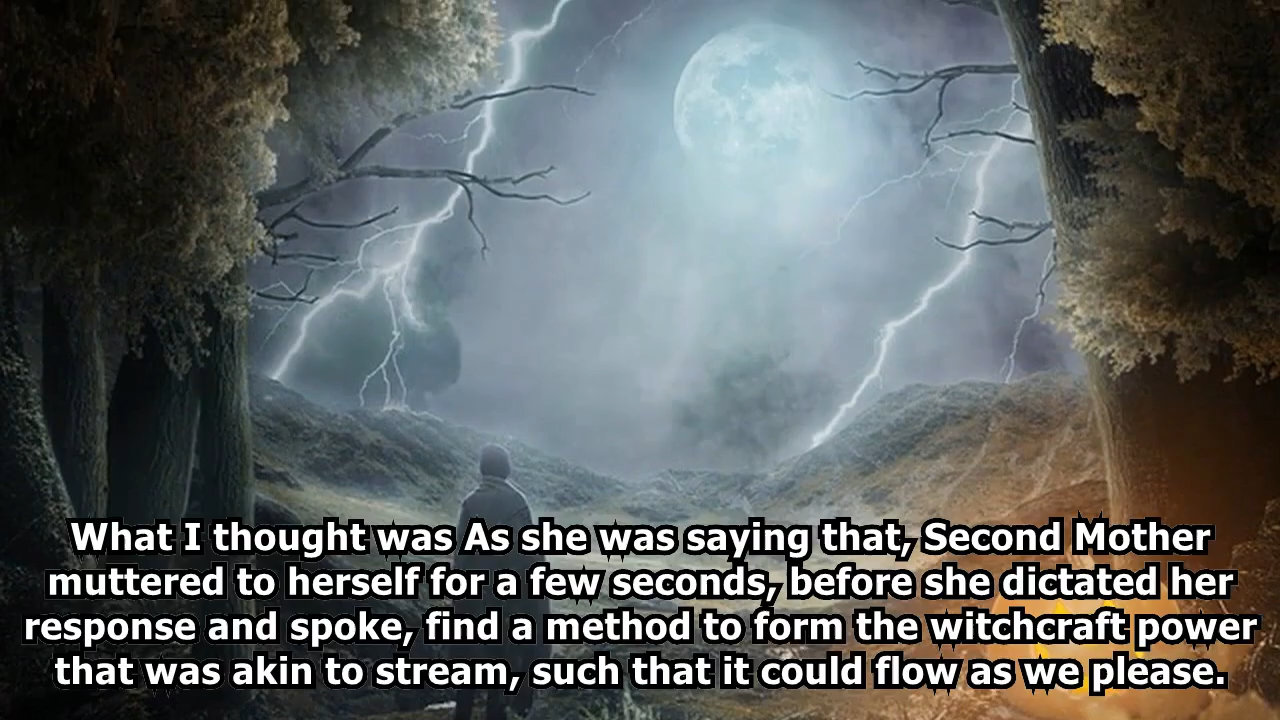 What I thought was As she was saying that, Second Mother
muttered to herself for a few seconds, before she dictated her
response and spoke, find a method to form the witchcraft power
that was akin to stream, such that it could flow as we please.